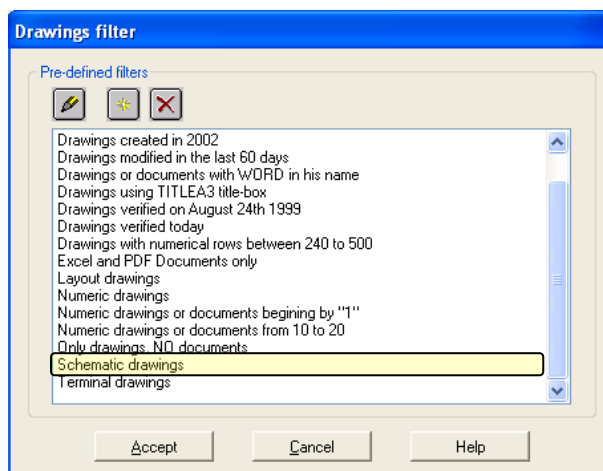 Drawings filter
Pre-defined filters
Drawings created in 2002
Drawings modified in the last 60 days
Drawings or documents with WORD in his name
Drawings using TITLEA3 title-box
Drawings verified on August 24th 1999
Drawings verified today
Drawings with numerical rows between 240 to 500
Excel and PDF Documents only
Layout drawings
Numeric drawings
Numeric drawings or documents begining by "1"
Numeric drawings or documents from 10 to 20
Only drawings, NO documents
Schematic drawings
Terminal drawings
Accept Cancel Help